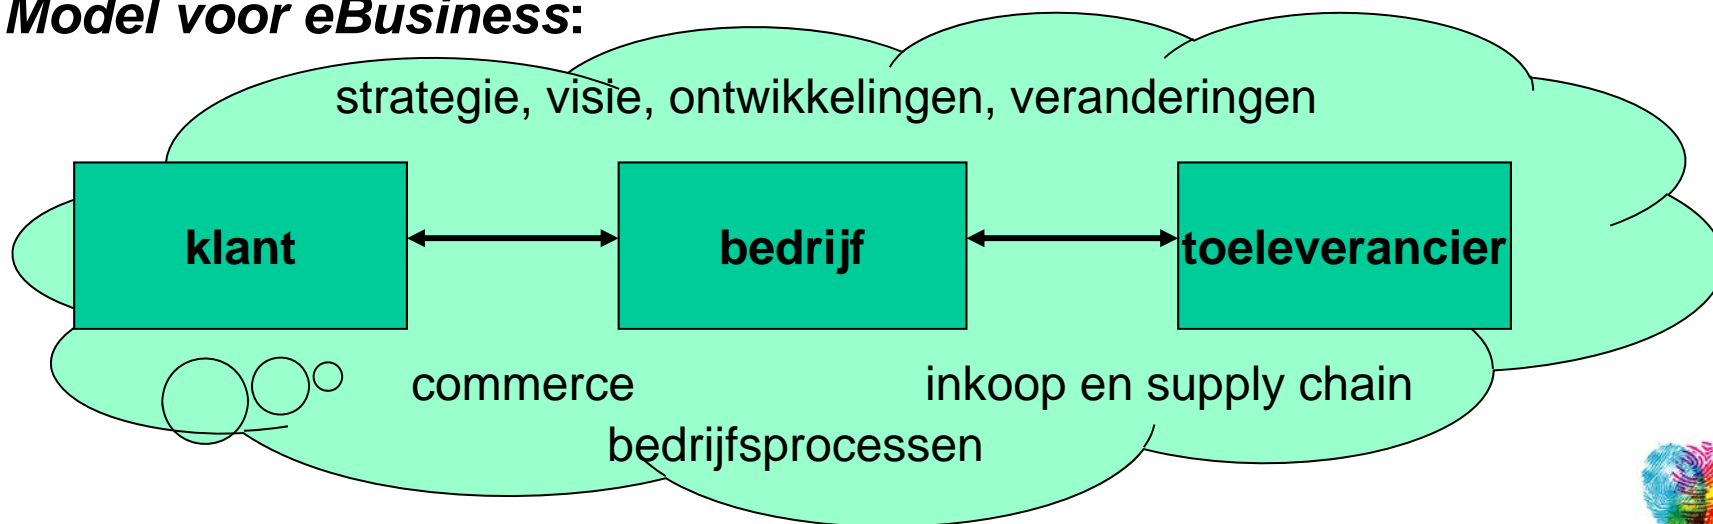 Model voor eBusiness:
strategie, visie, ontwikkelingen, veranderingen
klant
bedrijf
toeleverancier
commerce
inkoop en supply chain
bedrijfsprocessen